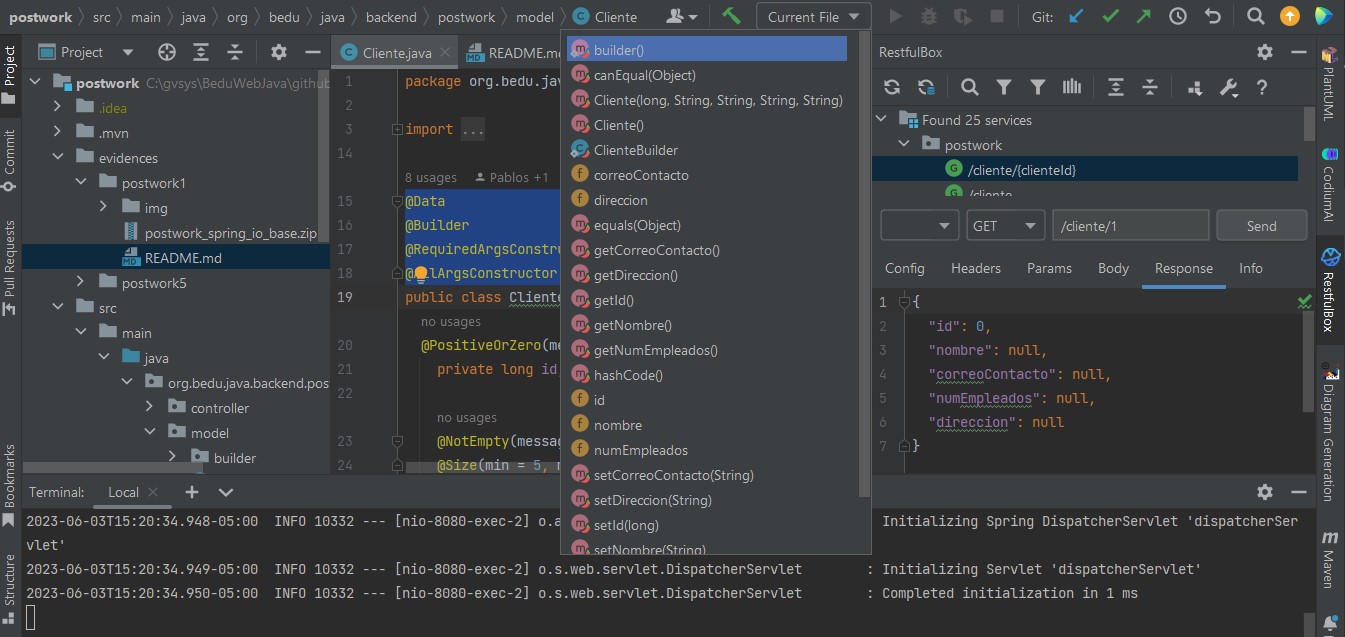 postwork src main java org bedu java backend postwork model Cliente Current File Git:
Project
Cliente.java README.m
RestfulBox
postwork C:\gvsys\BeduWebJava\github
.idea
.mvn
evidences
postwork1
img
postwork_spring_io_base.zip
README.md
postwork5
src
main
java
org.bedu.java.backend.pos
controller
model
builder
1 package org.bedu.jav
2
3 import ...
14
8 usages Pablos +1
15 @Data
16 @Builder
17 @RequiredArgsConstru
18 @AllArgsConstructor
19 public class Cliente
no usages
20 @PositiveOrZero(me
21 private long id
22
no usages
23 @NotEmpty(messag
24 @Size(min = 5, m
builder()
canEqual(Object)
Cliente(long, String, String, String, String)
Cliente()
ClienteBuilder
correoContacto
direccion
equals(Object)
getCorreoContacto()
getDireccion()
getId()
getNombre()
getNumEmpleados()
hashCode()
id
nombre
numEmpleados
setCorreoContacto(String)
setDireccion(String)
setId(long)
setNombre(String)
Found 25 services
postwork
/cliente/{clienteId}
/cliente
GET /cliente/1 Send
Config Headers Params Body Response Info
1 {
2 "id": 0,
3 "nombre": null,
4 "correoContacto": null,
5 "numEmpleados": null,
6 "direccion": null
7 }
Terminal: Local
2023-06-03T15:20:34.948-05:00 INFO 10332 --- [nio-8080-exec-2] o.a Initializing Spring DispatcherServlet 'dispatcherSer
vlet'
2023-06-03T15:20:34.949-05:00 INFO 10332 --- [nio-8080-exec-2] o.s.web.servlet.DispatcherServlet : Initializing Servlet 'dispatcherServlet'
2023-06-03T15:20:34.950-05:00 INFO 10332 --- [nio-8080-exec-2] o.s.web.servlet.DispatcherServlet : Completed initialization in 1 ms
Project
Commit
Pull Requests
Bookmarks
Structure
PlantUML
CodiumAI
RestfulBox
Diagram Generation
Maven